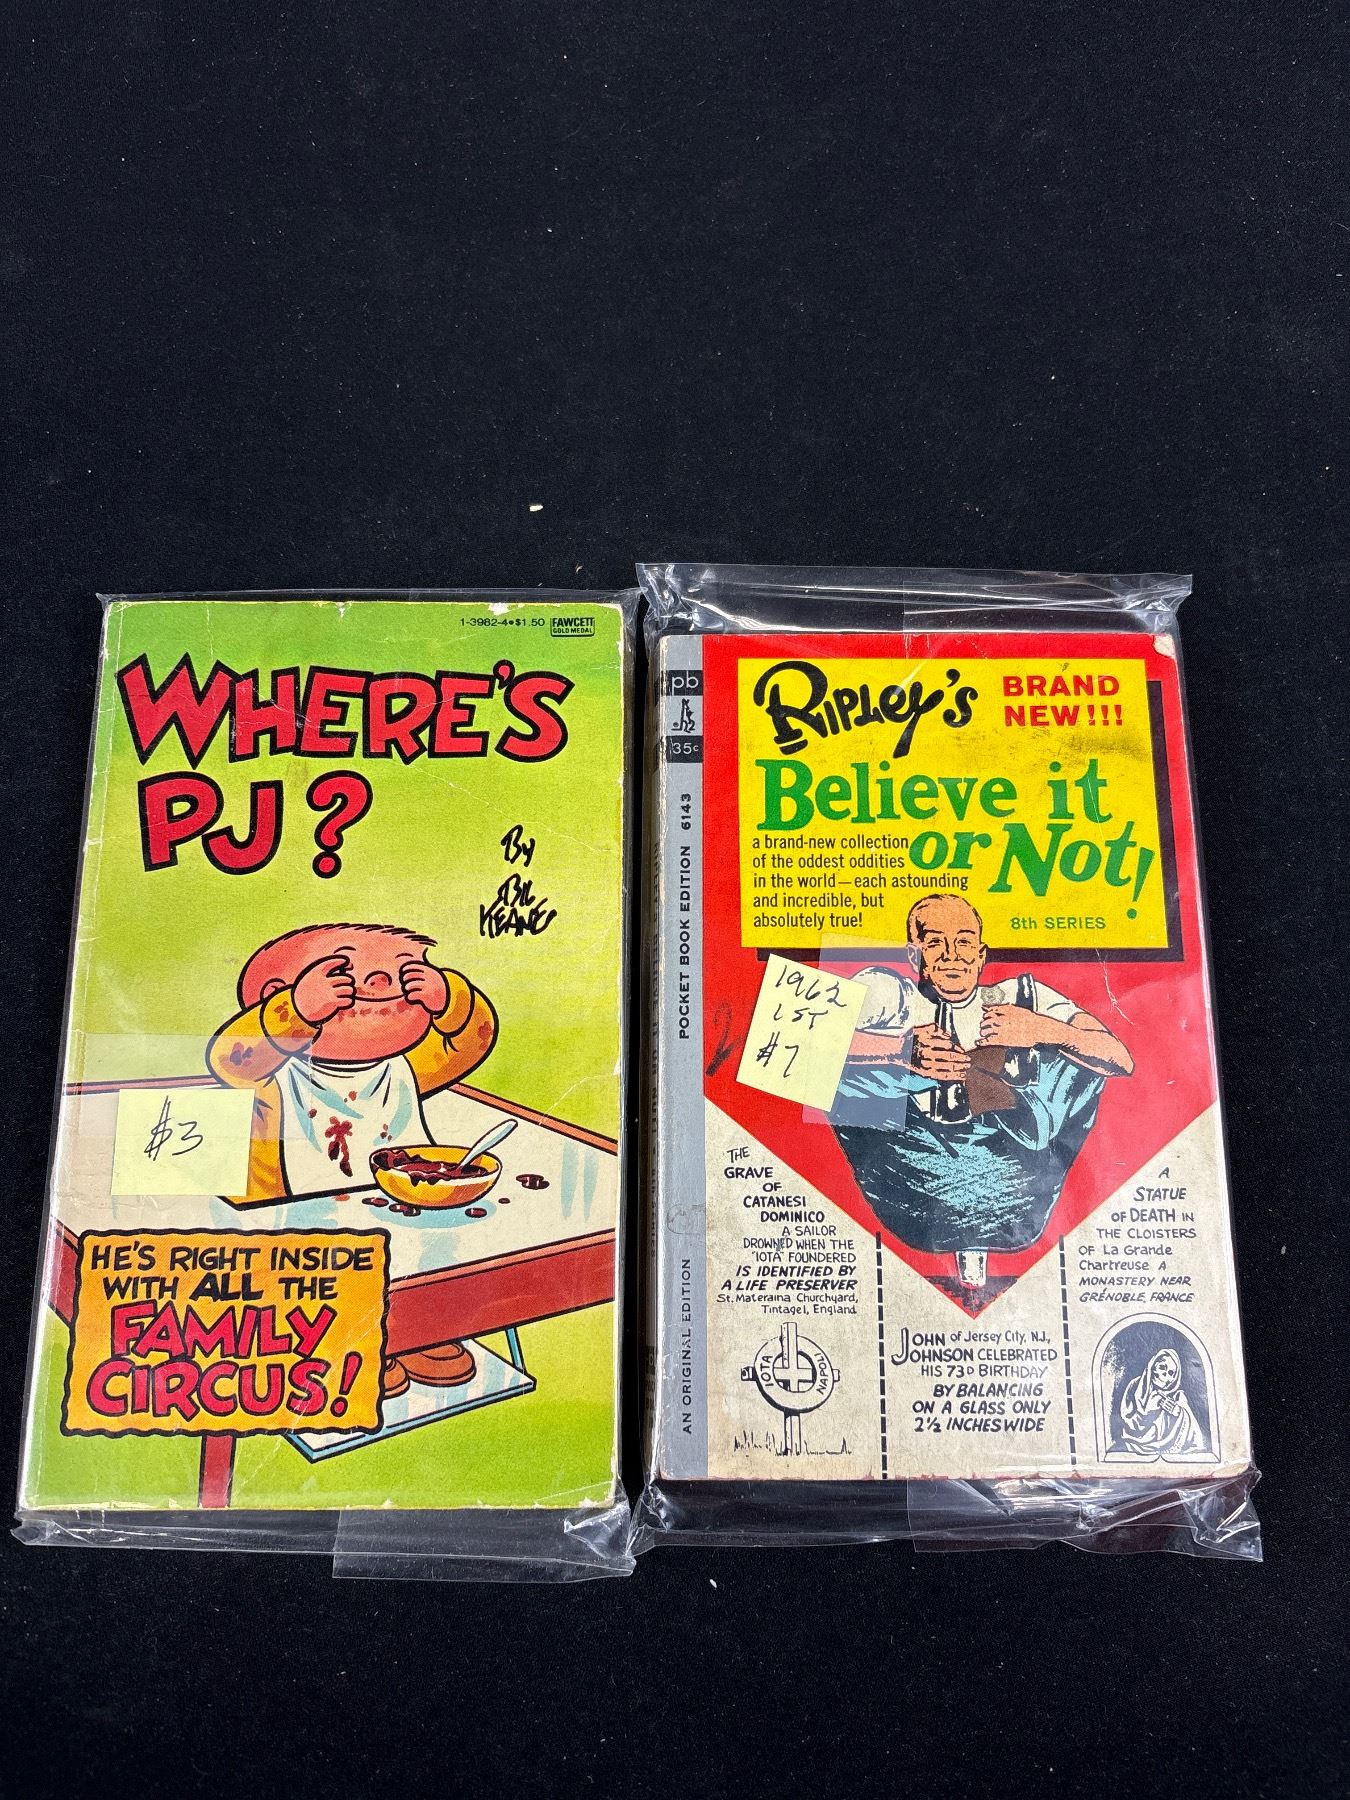 1-3982-4•$1.50 FAWCETT
GOLD MEDAL
WHERE'S
PJ?
By
BIL
KEANE
$3
HE'S RIGHT INSIDE
WITH ALL THE
FAMILY
CIRCUS!
pb
35c
POCKET BOOK EDITION 6143
AN ORIGINAL EDITION
RIPLEY'S
BRAND
NEW!!!
Believe it
or Not!
a brand-new collection
of the oddest oddities
in the world—each astounding
and incredible, but
absolutely true!
8th SERIES
1962
1ST
$7
2
THE
GRAVE
OF
CATANESI
DOMINICO
A SAILOR
DROWNED WHEN THE
"IOTA" FOUNDERED
IS IDENTIFIED BY
A LIFE PRESERVER
St. Materaina Churchyard,
Tintagel, England
IOTA
NAPOLI
JOHN of Jersey City, N.J.,
JOHNSON CELEBRATED
HIS 73D BIRTHDAY
BY BALANCING
ON A GLASS ONLY
2½ INCHES WIDE
A
STATUE
OF DEATH IN
THE CLOISTERS
OF La Grande
Chartreuse A
MONASTERY NEAR
GRENOBLE, FRANCE